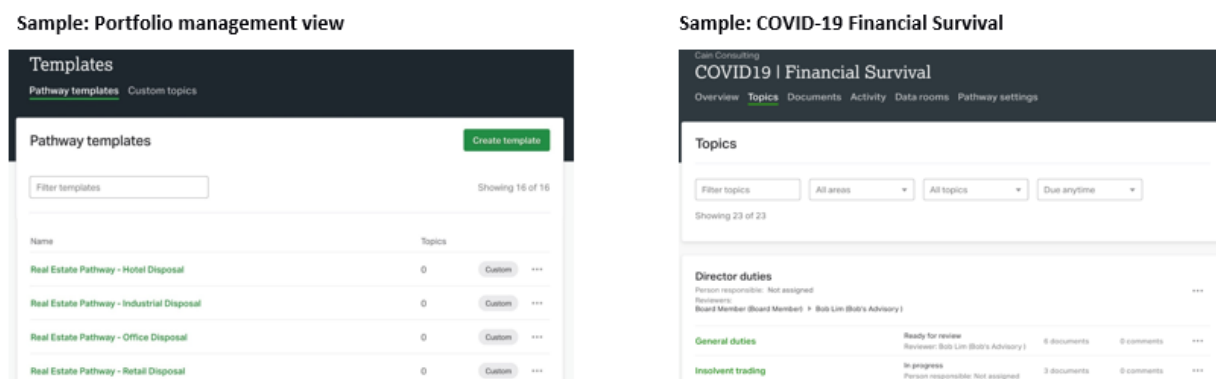 Sample: Portfolio management view
Templates
Pathway templates Custom topics
Pathway templates
Create template
Filter templates
Showing 16 of 16
Name Topics
Real Estate Pathway - Hotel Disposal 0 Custom ...
Real Estate Pathway - Industrial Disposal 0 Custom ...
Real Estate Pathway - Office Disposal 0 Custom ...
Real Estate Pathway - Retail Disposal 0 Custom ...
Sample: COVID-19 Financial Survival
Cain Consulting
COVID19 | Financial Survival
Overview Topics Documents Activity Data rooms Pathway settings
Topics
Filter topics All areas All topics Due anytime
Showing 23 of 23
Director duties
Person responsible: Not assigned
...
Reviewers:
Board Member (Board Member) Bob Lim (Bob's Advisory )
General duties Ready for review 6 documents 0 comments ...
Reviewer: Bob Lim (Bob's Advisory )
Insolvent trading In progress 3 documents 0 comments ...
Person responsible: Not assigned